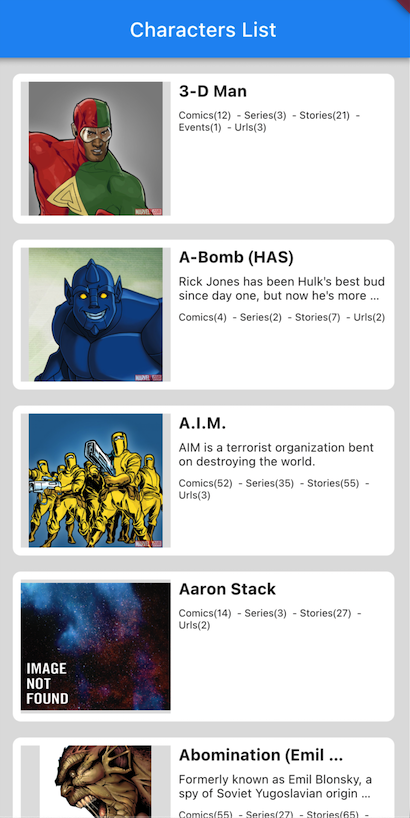 Characters List
3-D Man
Comics(12) - Series(3) - Stories(21) -
Events(1) - Urls(3)
A-Bomb (HAS)
Rick Jones has been Hulk's best bud
since day one, but now he's more ...
Comics(4) - Series(2) - Stories(7) - Urls(2)
A.I.M.
AIM is a terrorist organization bent
on destroying the world.
Comics(52) - Series(35) - Stories(55) -
Urls(3)
Aaron Stack
Comics(14) - Series(3) - Stories(27) -
Urls(2)
IMAGE
NOT
FOUND
Abomination (Emil ...
Formerly known as Emil Blonsky, a
spy of Soviet Yugoslavian origin ...
Comics(55) - Series(27) - Stories(65) -